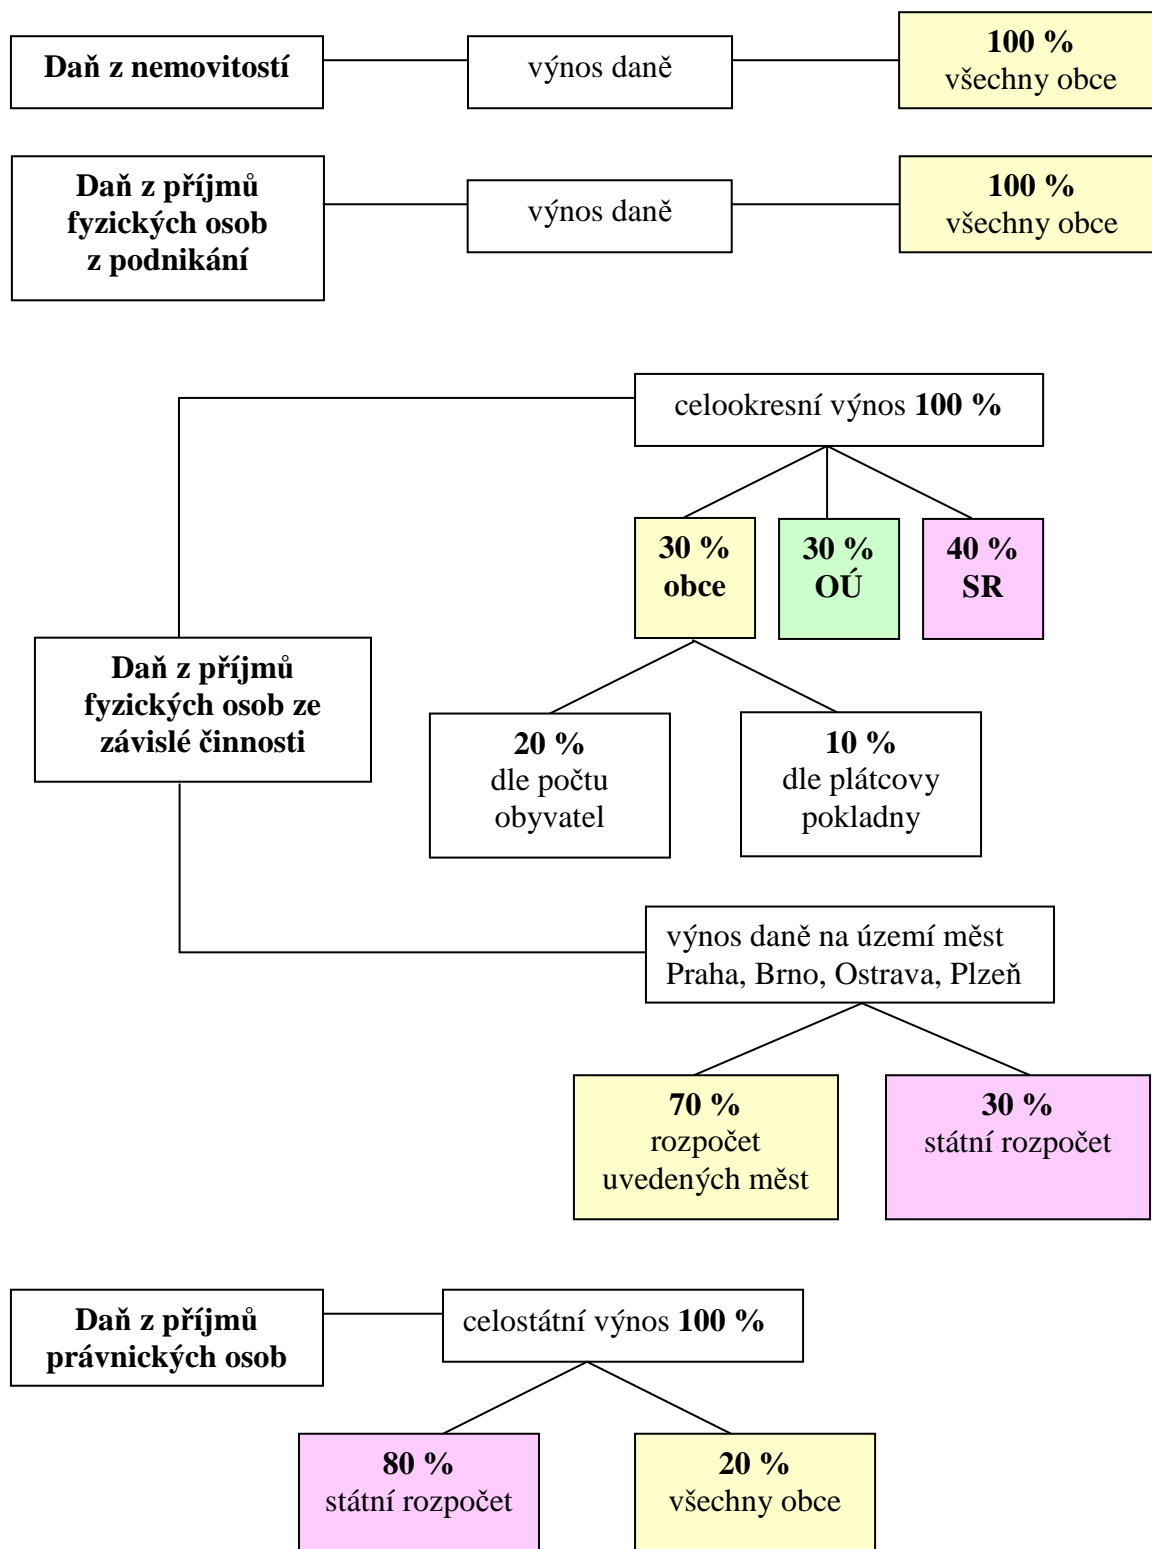 Daň z nemovitostí
výnos daně
100 %
všechny obce
Daň z příjmů
fyzických osob
z podnikání
výnos daně
100 %
všechny obce
celookresní výnos 100 %
30 %
obce
30 %
OÚ
40 %
SR
Daň z příjmů
fyzických osob ze
závislé činnosti
20 %
dle počtu
obyvatel
10 %
dle plátcovy
pokladny
výnos daně na území měst
Praha, Brno, Ostrava, Plzeň
70 %
rozpočet
uvedených měst
30 %
státní rozpočet
Daň z příjmů
právnických osob
celostátní výnos 100 %
80 %
státní rozpočet
20 %
všechny obce